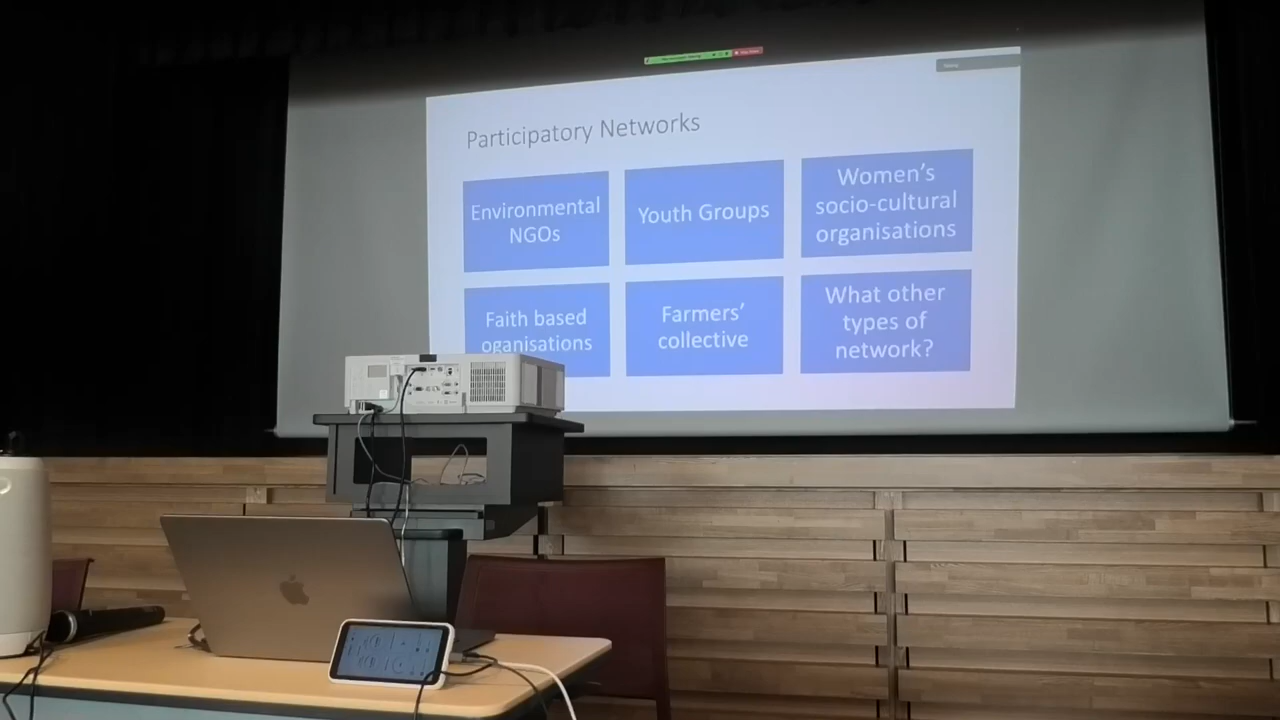 Participatory Networks
Environmental
NGOs
Youth Groups
Women's
socio-cultural
organisations
Faith based
oganisations
Farmers'
collective
What other
types of
network?